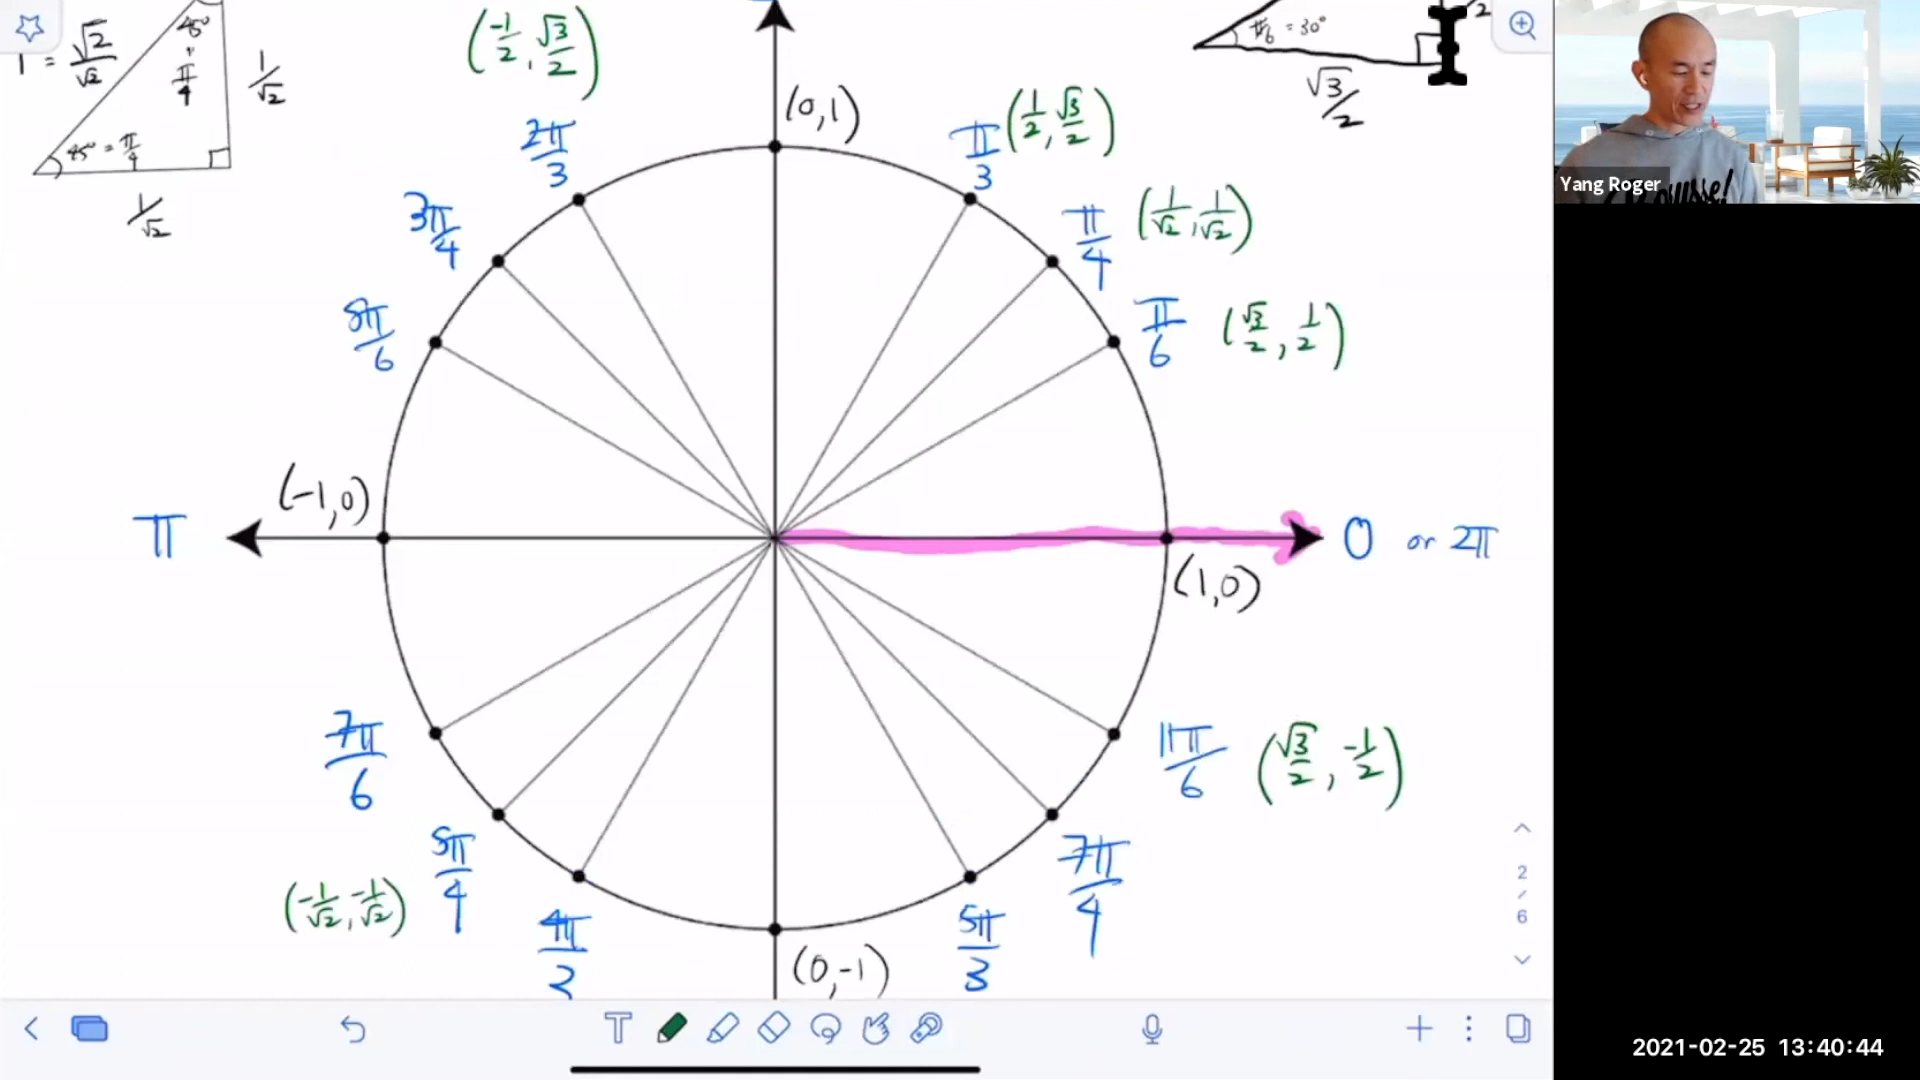 1 = √2/√2
45° = π/4
1/√2
45° = π/4
1/√2
(-1/2, √3/2)
(0,1)
2π/3
π/3 (1/2, √3/2)
π/6 = 30°
√3/2
3π/4
π/4 (1/√2, 1/√2)
5π/6
π/6 (√3/2, 1/2)
(-1,0)
π
0 or 2π
(1,0)
7π/6
11π/6 (√3/2, -1/2)
5π/4
(-1/√2, -1/√2)
7π/4
4π/3
5π/3
(0,-1)
2
/
6
T
Yang Roger
2021-02-25 13:40:44